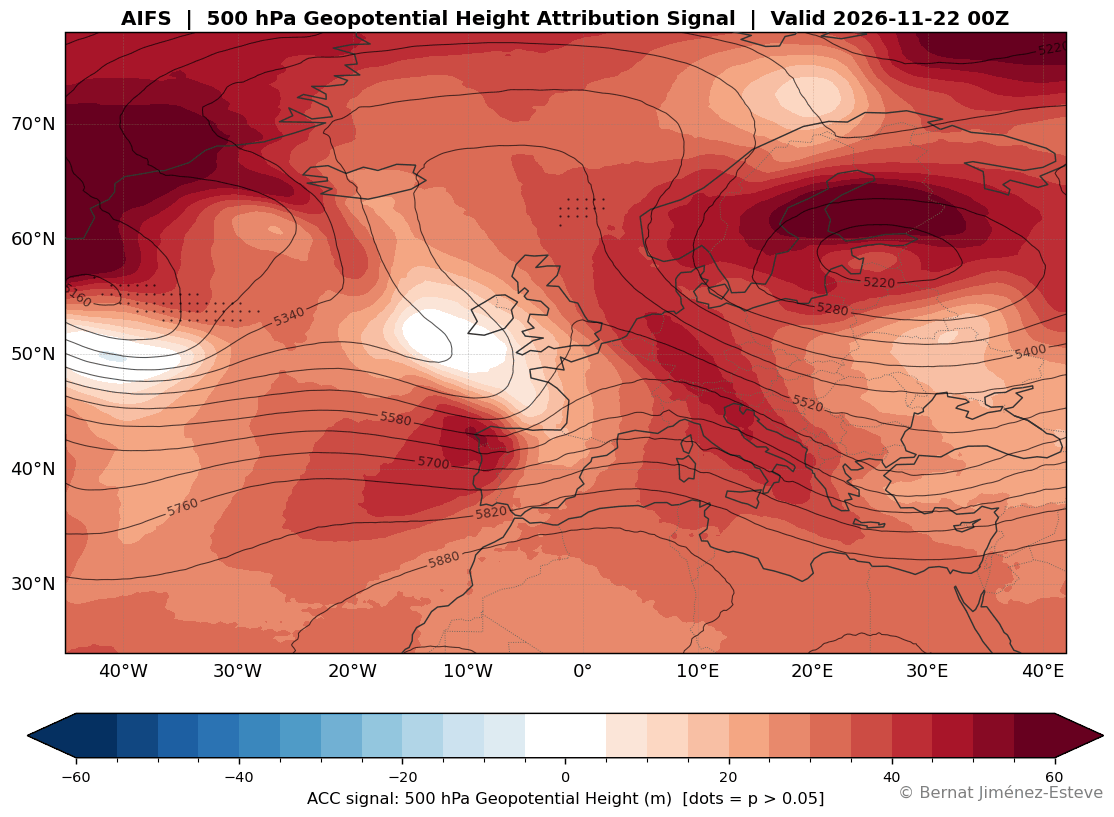 AIFS | 500 hPa Geopotential Height Attribution Signal | Valid 2026-11-22 00Z
5220
70°N
60°N
5160
5220
5340
5280
50°N
5400
5520
5580
5700
40°N
5760
5820
5880
30°N
40°W 30°W 20°W 10°W 0° 10°E 20°E 30°E 40°E
−60 −40 −20 0 20 40 60
© Bernat Jiménez-Esteve
ACC signal: 500 hPa Geopotential Height (m) [dots = p > 0.05]